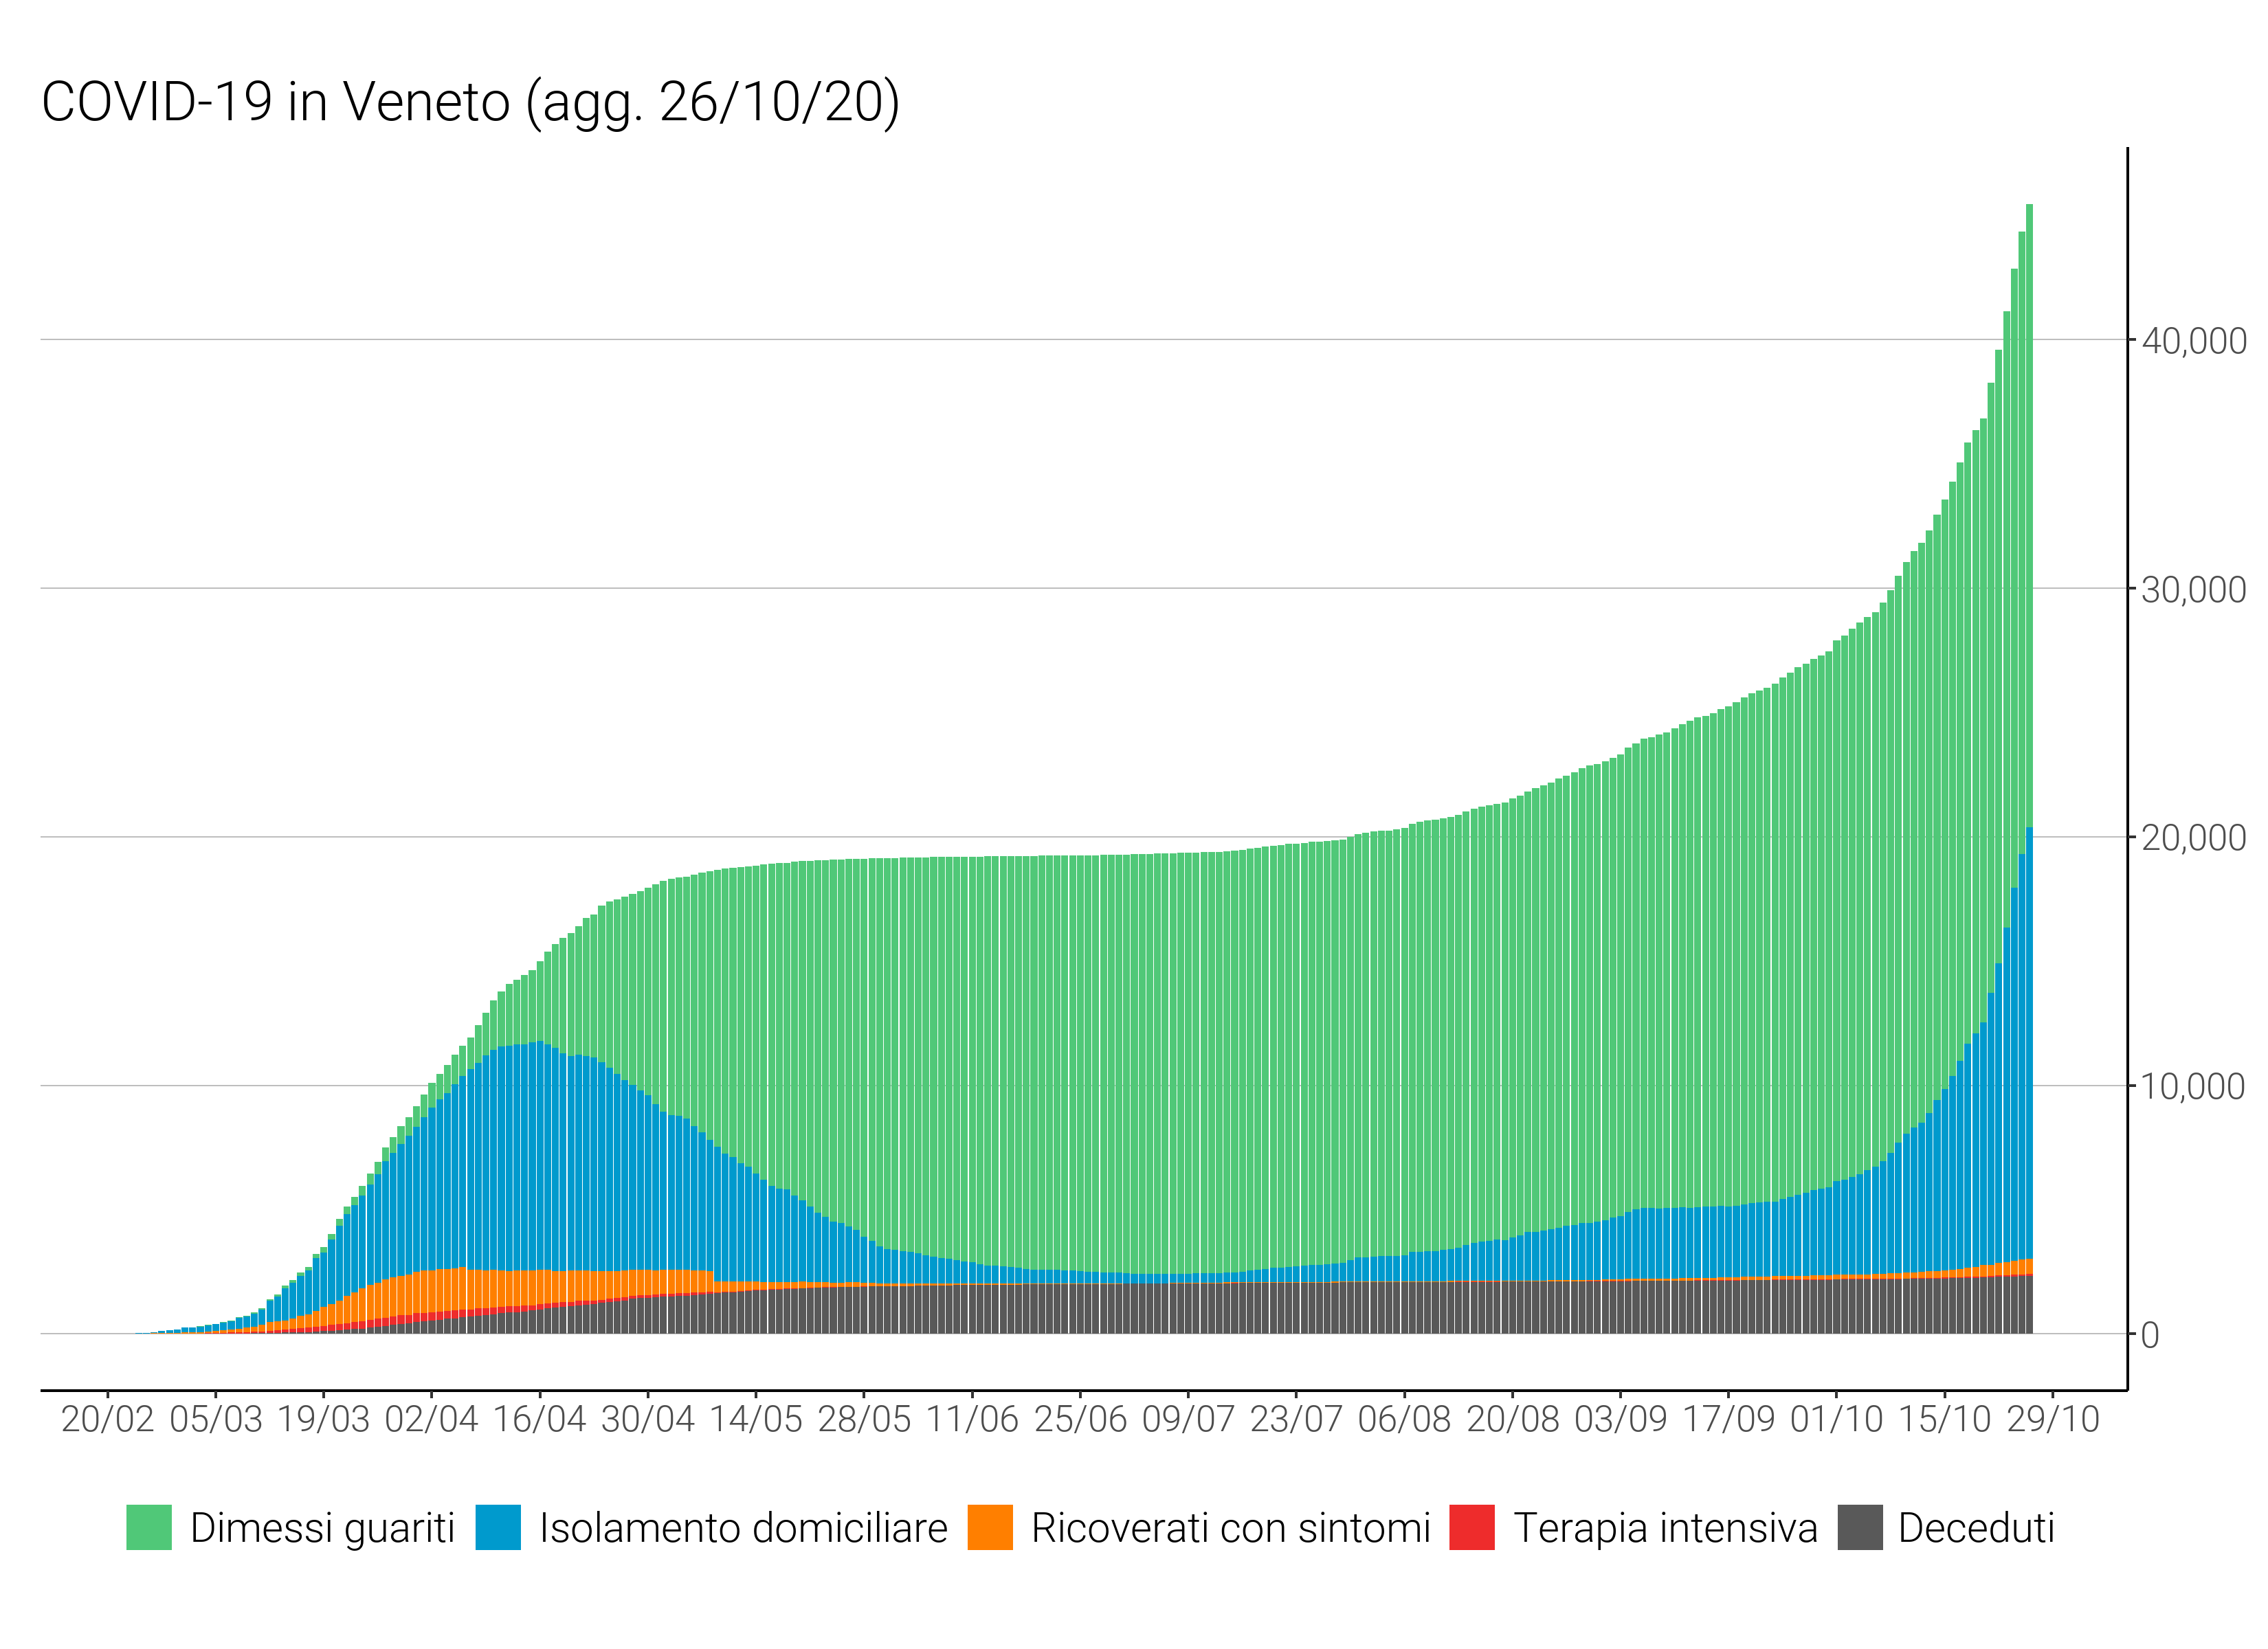 COVID-19 in Veneto (agg. 26/10/20)
40,000
30,000
20,000
10,000
0
20/02 05/03 19/03 02/04 16/04 30/04 14/05 28/05 11/06 25/06 09/07 23/07 06/08 20/08 03/09 17/09 01/10 15/10 29/10
Dimessi guariti Isolamento domiciliare Ricoverati con sintomi Terapia intensiva Deceduti